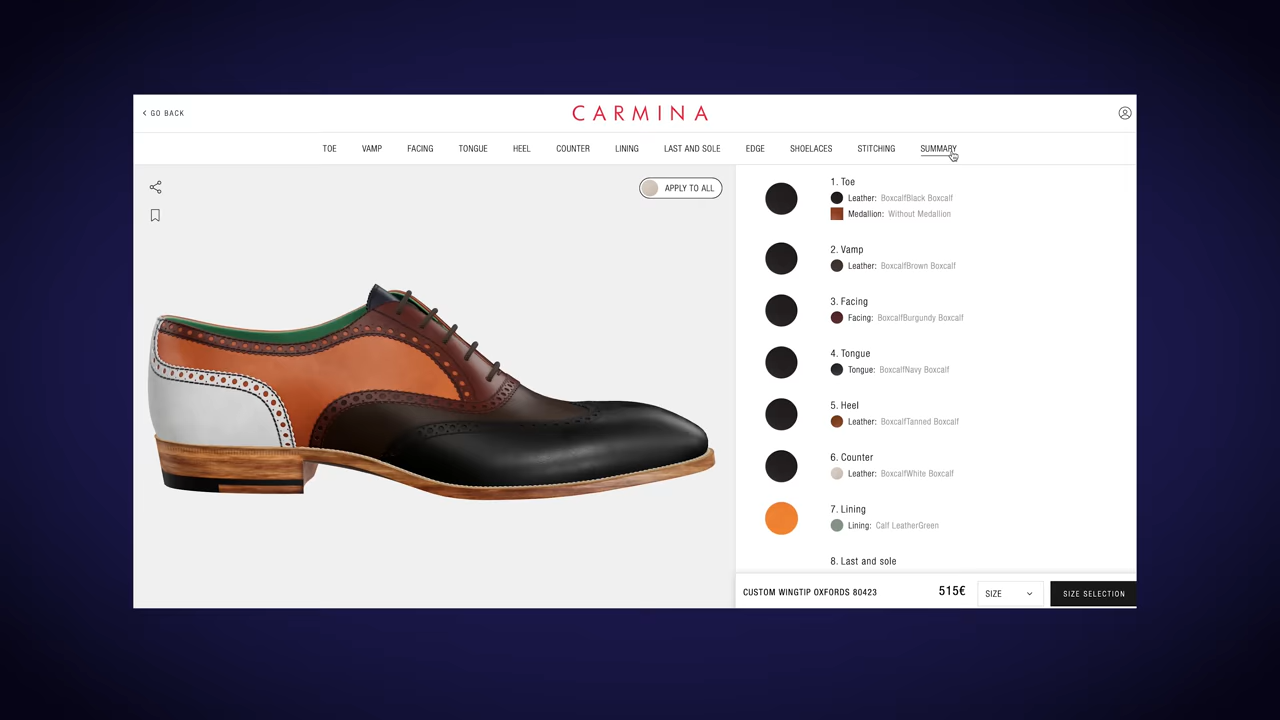 GO BACK
CARMINA
TOE VAMP FACING TONGUE HEEL COUNTER LINING LAST AND SOLE EDGE SHOELACES STITCHING SUMMARY
APPLY TO ALL
1. Toe
Leather: BoxcalfBlack Boxcalf
Medallion: Without Medallion
2. Vamp
Leather: BoxcalfBrown Boxcalf
3. Facing
Facing: BoxcalfBurgundy Boxcalf
4. Tongue
Tongue: BoxcalfNavy Boxcalf
5. Heel
Leather: BoxcalfTanned Boxcalf
6. Counter
Leather: BoxcalfWhite Boxcalf
7. Lining
Lining: Calf LeatherGreen
8. Last and sole
CUSTOM WINGTIP OXFORDS 80423 515€ SIZE SIZE SELECTION